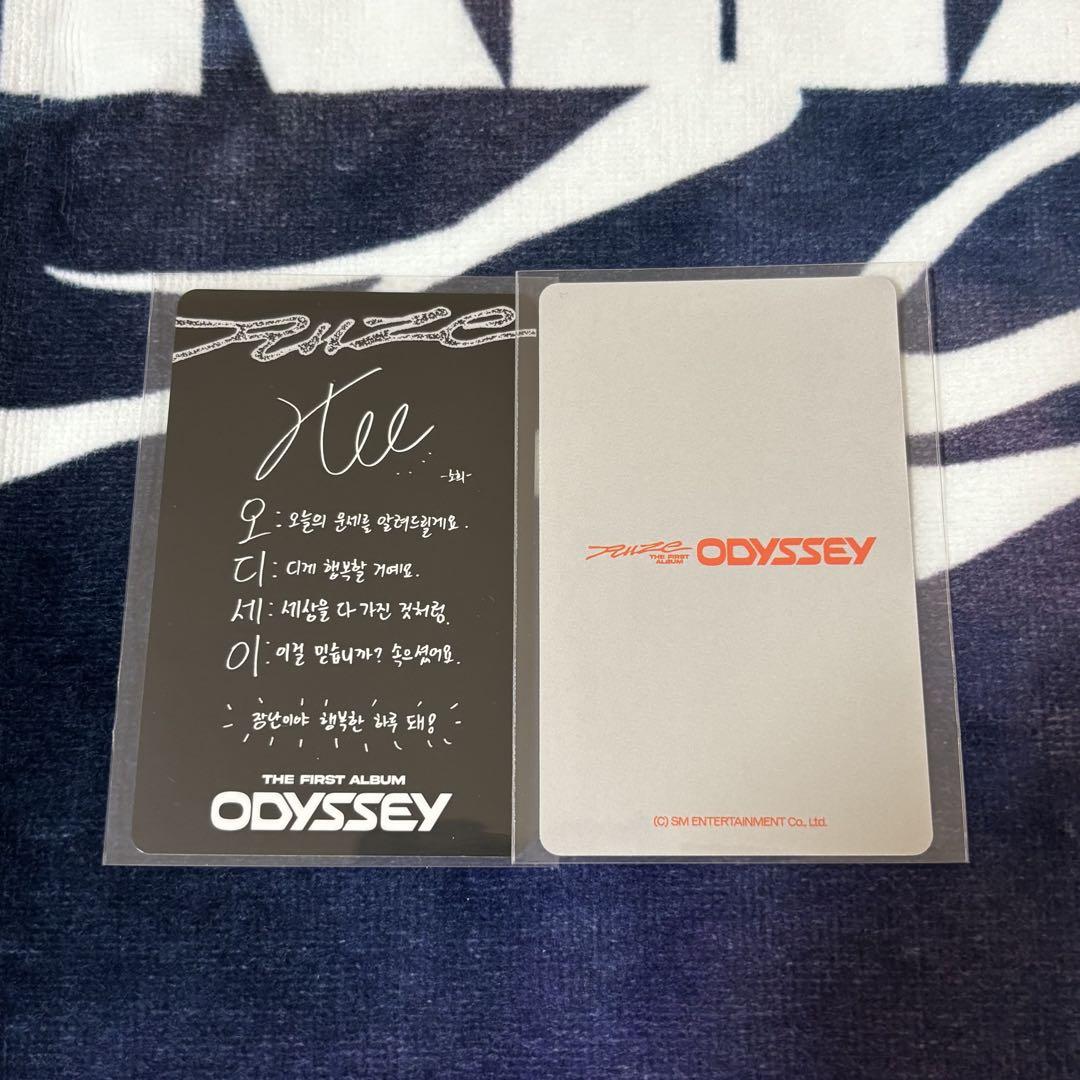 RIIZE
Hee
-소희-
오: 오늘의 운세를 알려드릴게요.
디: 디게 행복할 거예요.
세: 세상을 다 가진 것처럼.
이: 이걸 믿습니까? 속으셨어요.
장난이야 행복한 하루 돼용
THE FIRST ALBUM
ODYSSEY
RIIZE THE FIRST ALBUM ODYSSEY
(C) SM ENTERTAINMENT Co., Ltd.